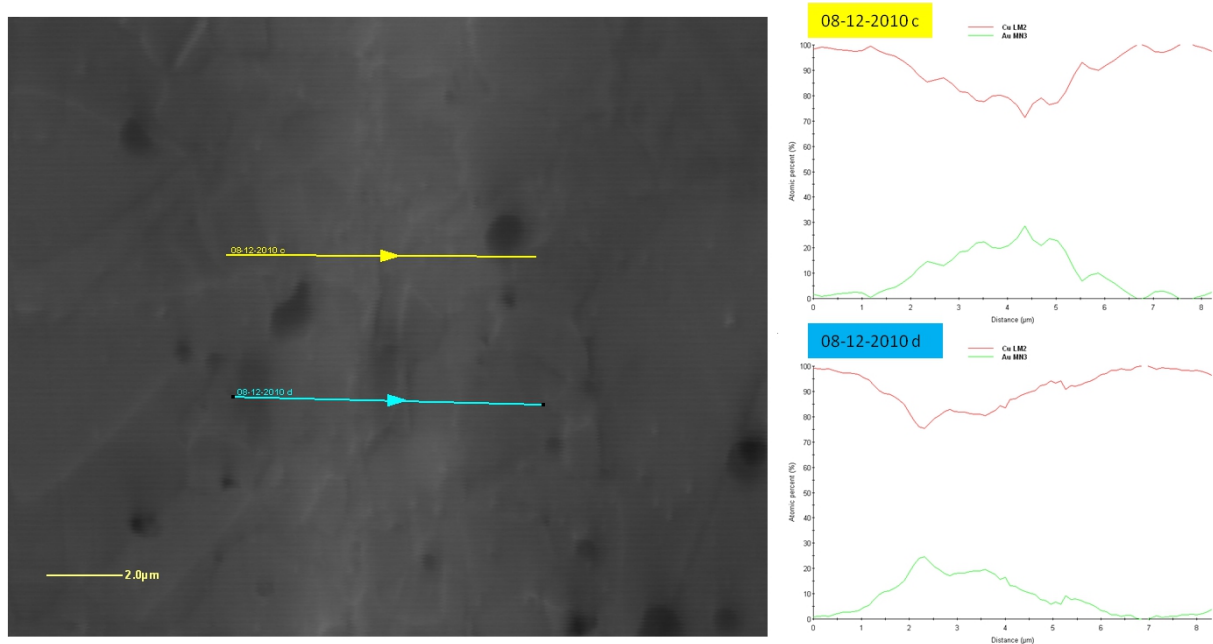 08-12-2010 c
08-12-2010 d
2.0µm
08-12-2010 c
Cu LM2
Au MN3
Atomic percent (%)
100
90
80
70
60
50
40
30
20
10
0
0 1 2 3 4 5 6 7 8
Distance (µm)
08-12-2010 d
Cu LM2
Au MN3
Atomic percent (%)
100
90
80
70
60
50
40
30
20
10
0
0 1 2 3 4 5 6 7 8
Distance (µm)